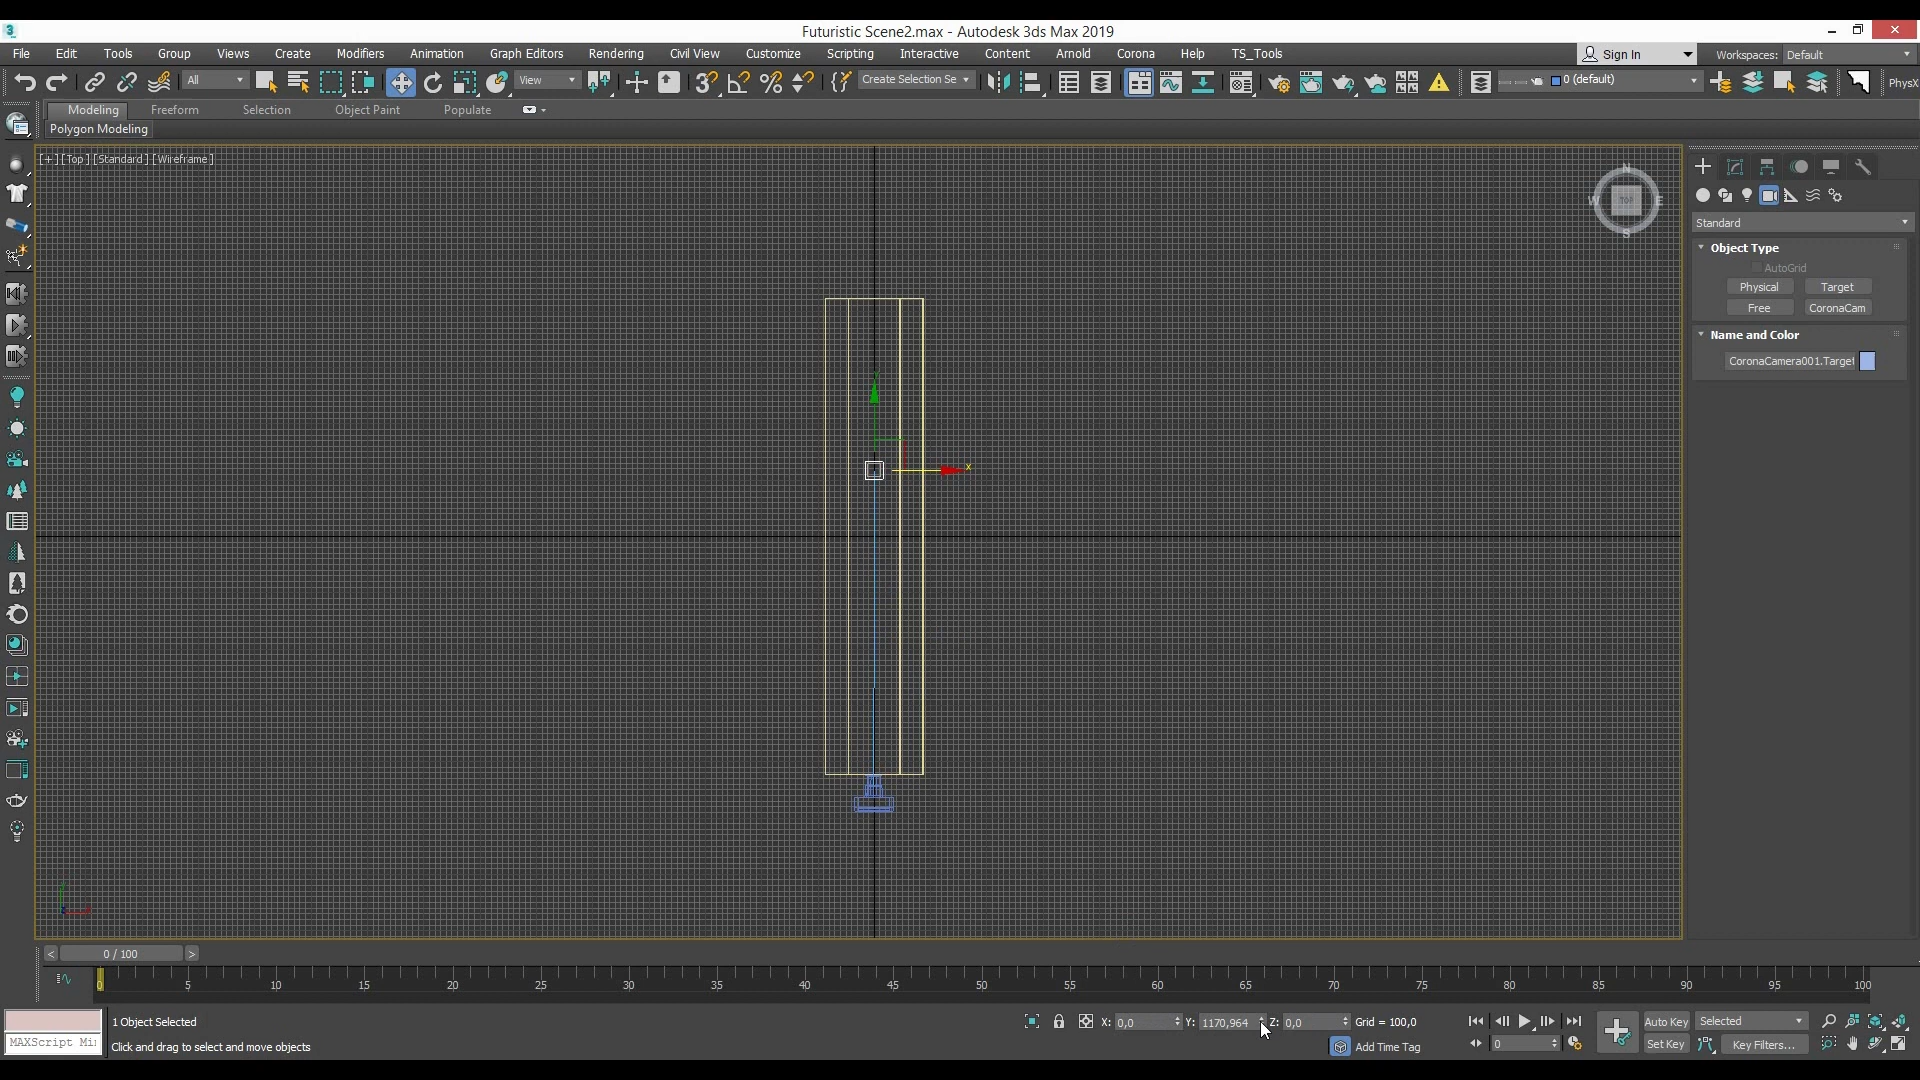 3
Futuristic Scene2.max - Autodesk 3ds Max 2019
File Edit Tools Group Views Create Modifiers Animation Graph Editors Rendering Civil View Customize Scripting Interactive Content Arnold Corona Help TS_Tools Sign In Workspaces: Default
All View Create Selection Se 0 (default) PhysX
Modeling Freeform Selection Object Paint Populate
Polygon Modeling
[+] [Top] [Standard] [Wireframe]
N
W TOP E
S
Standard
Object Type
AutoGrid
Physical Target
Free CoronaCam
Name and Color
CoronaCamera001.Target
x
< 0 / 100 >
0 5 10 15 20 25 30 35 40 45 50 55 60 65 70 75 80 85 90 95 100
1 Object Selected X: 0,0 Y: 1170,964 Z: 0,0 Grid = 100,0 Auto Key Selected
MAXScript Mi Click and drag to select and move objects Add Time Tag 0 Set Key Key Filters...